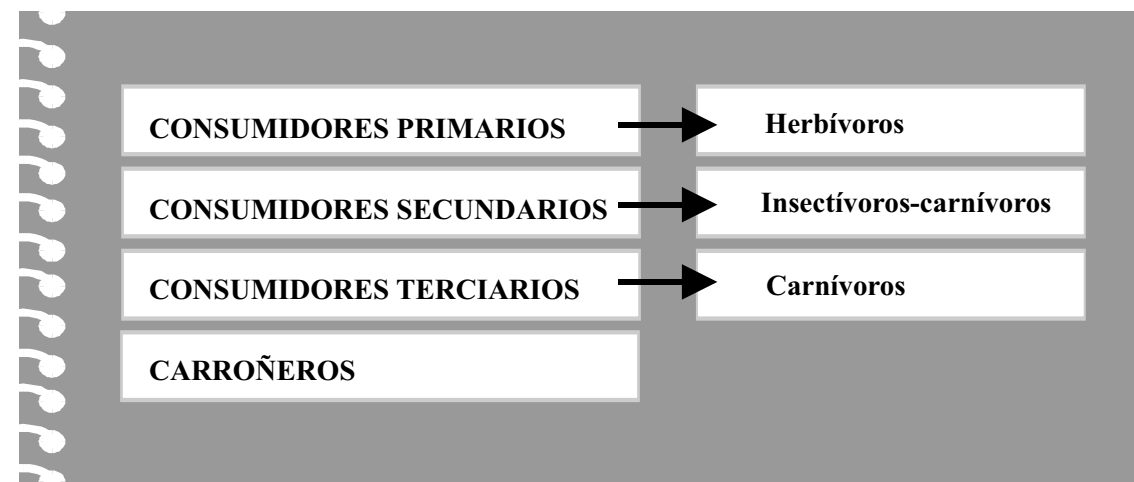 CONSUMIDORES PRIMARIOS
Herbívoros
CONSUMIDORES SECUNDARIOS
Insectívoros-carnívoros
CONSUMIDORES TERCIARIOS
Carnívoros
CARROÑEROS